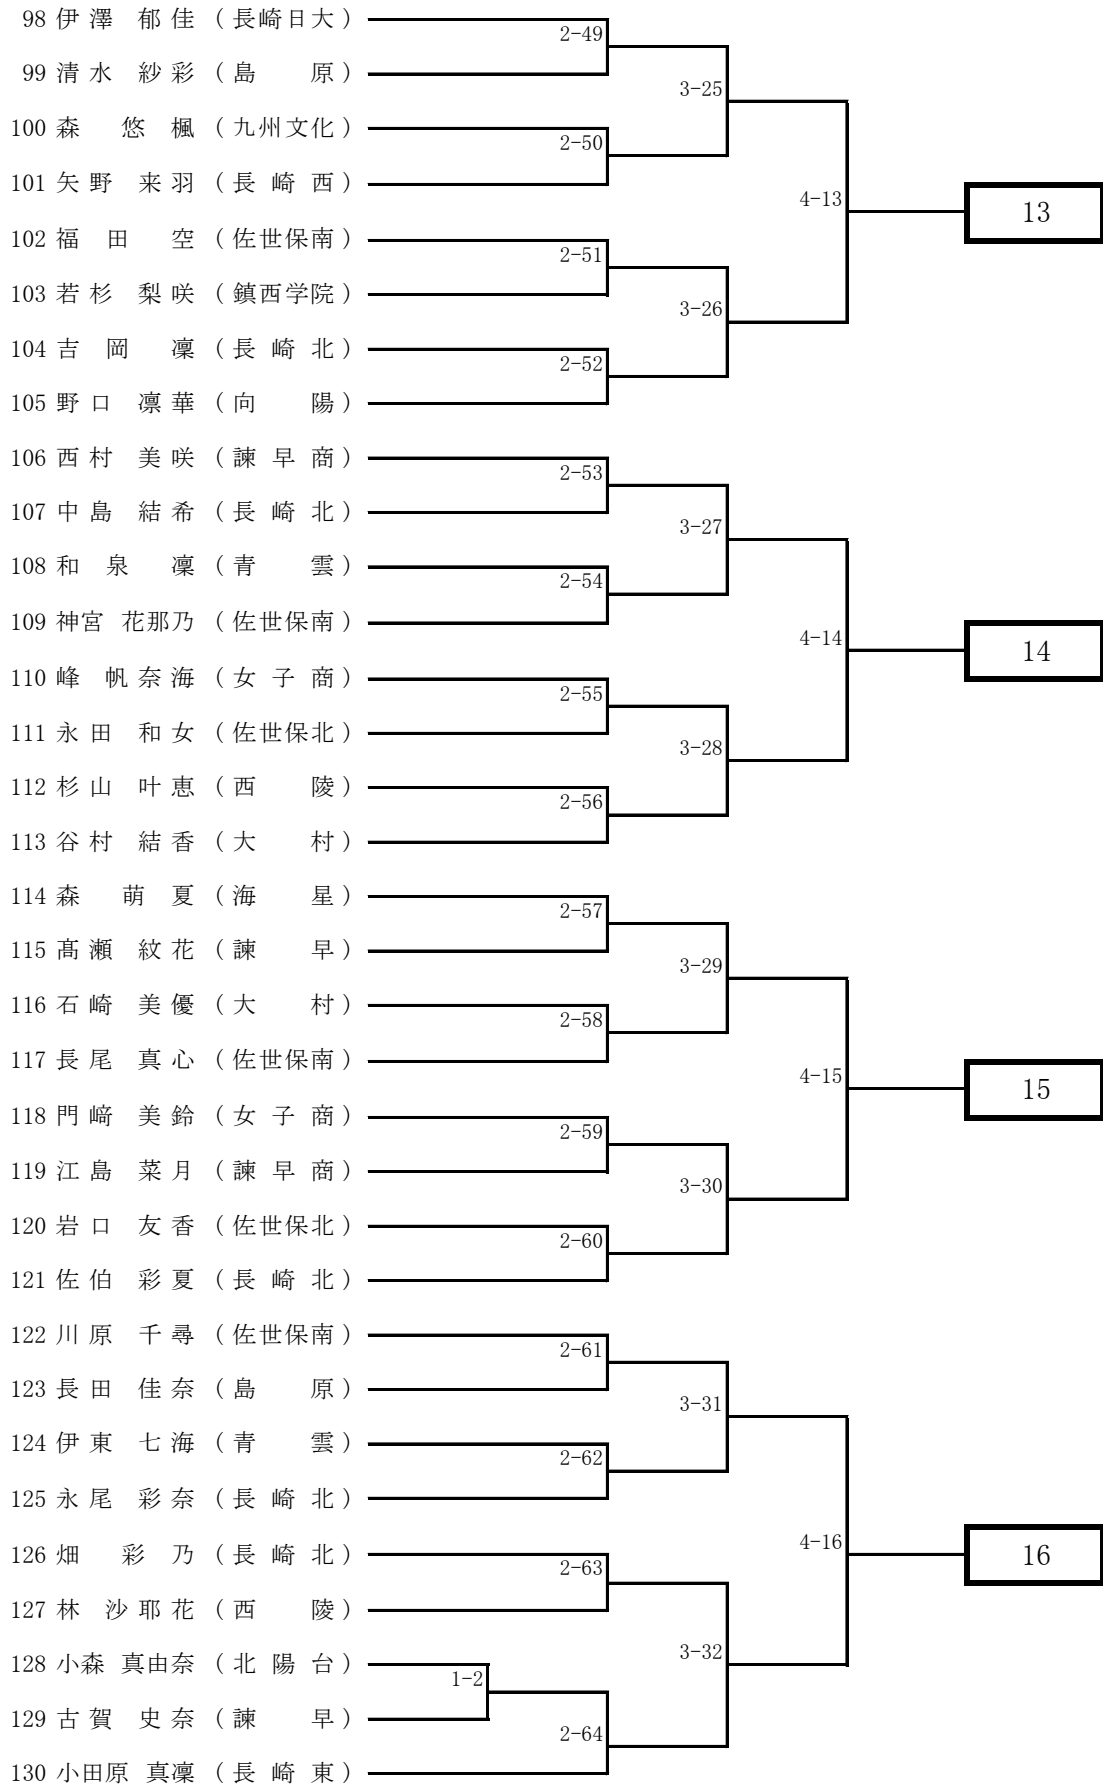 98 伊澤 郁佳 (長崎日大)
2-49
99 清水 紗彩 (島 原)
3-25
100 森 悠楓 (九州文化)
2-50
101 矢野 来羽 (長崎西)
4-13
13
102 福田 空 (佐世保南)
2-51
103 若杉 梨咲 (鎮西学院)
3-26
104 吉岡 凜 (長崎北)
2-52
105 野口 凛華 (向 陽)
106 西村 美咲 (諫早商)
2-53
107 中島 結希 (長崎北)
3-27
108 和泉 凜 (青 雲)
2-54
109 神宮 花那乃 (佐世保南)
4-14
14
110 峰 帆奈海 (女子商)
2-55
111 永田 和女 (佐世保北)
3-28
112 杉山 叶恵 (西 陵)
2-56
113 谷村 結香 (大 村)
114 森 萌夏 (海 星)
2-57
115 髙瀬 紋花 (諫 早)
3-29
116 石崎 美優 (大 村)
2-58
117 長尾 真心 (佐世保南)
4-15
15
118 門﨑 美鈴 (女子商)
2-59
119 江島 菜月 (諫早商)
3-30
120 岩口 友香 (佐世保北)
2-60
121 佐伯 彩夏 (長崎北)
122 川原 千尋 (佐世保南)
2-61
123 長田 佳奈 (島 原)
3-31
124 伊東 七海 (青 雲)
2-62
125 永尾 彩奈 (長崎北)
4-16
16
126 畑 彩乃 (長崎北)
2-63
127 林 沙耶花 (西 陵)
3-32
128 小森 真由奈 (北陽台)
1-2
129 古賀 史奈 (諫 早)
2-64
130 小田原 真凜 (長崎東)